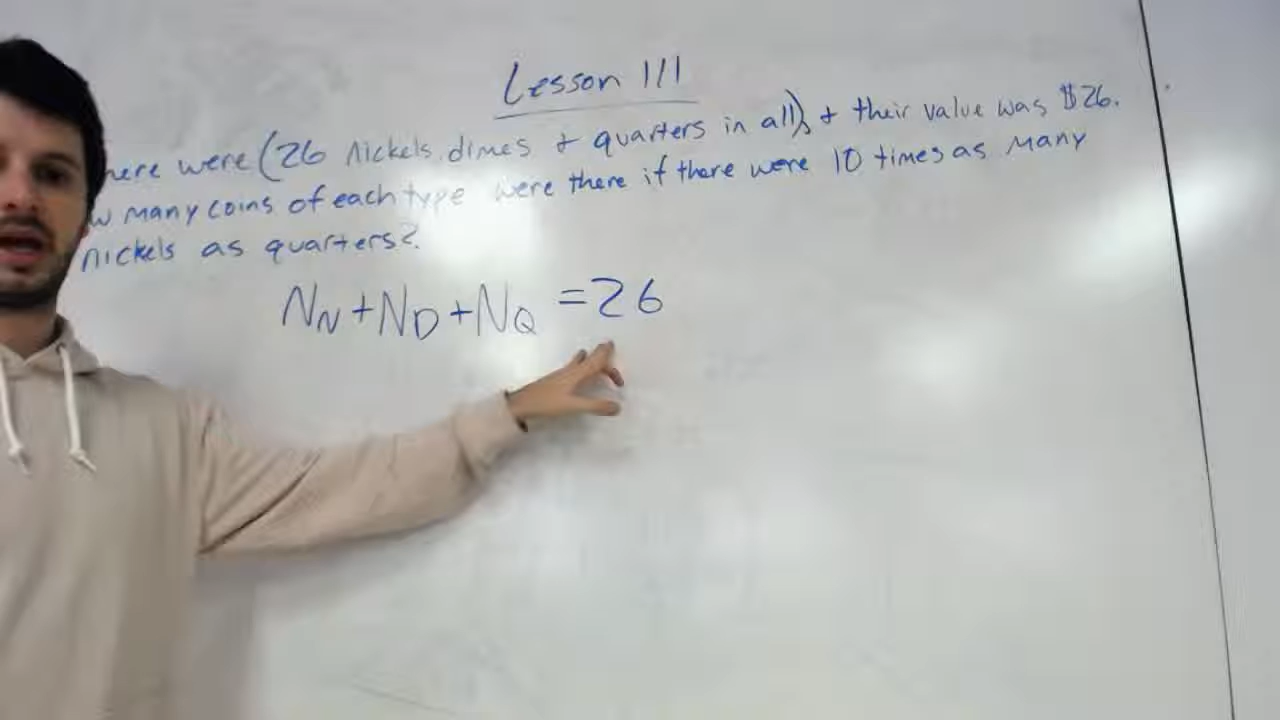 Lesson 111
here were (26 nickels, dimes + quarters in all), + their value was $26.
w many coins of each type were there if there were 10 times as many
nickels as quarters?
N_N + N_D + N_Q = 26